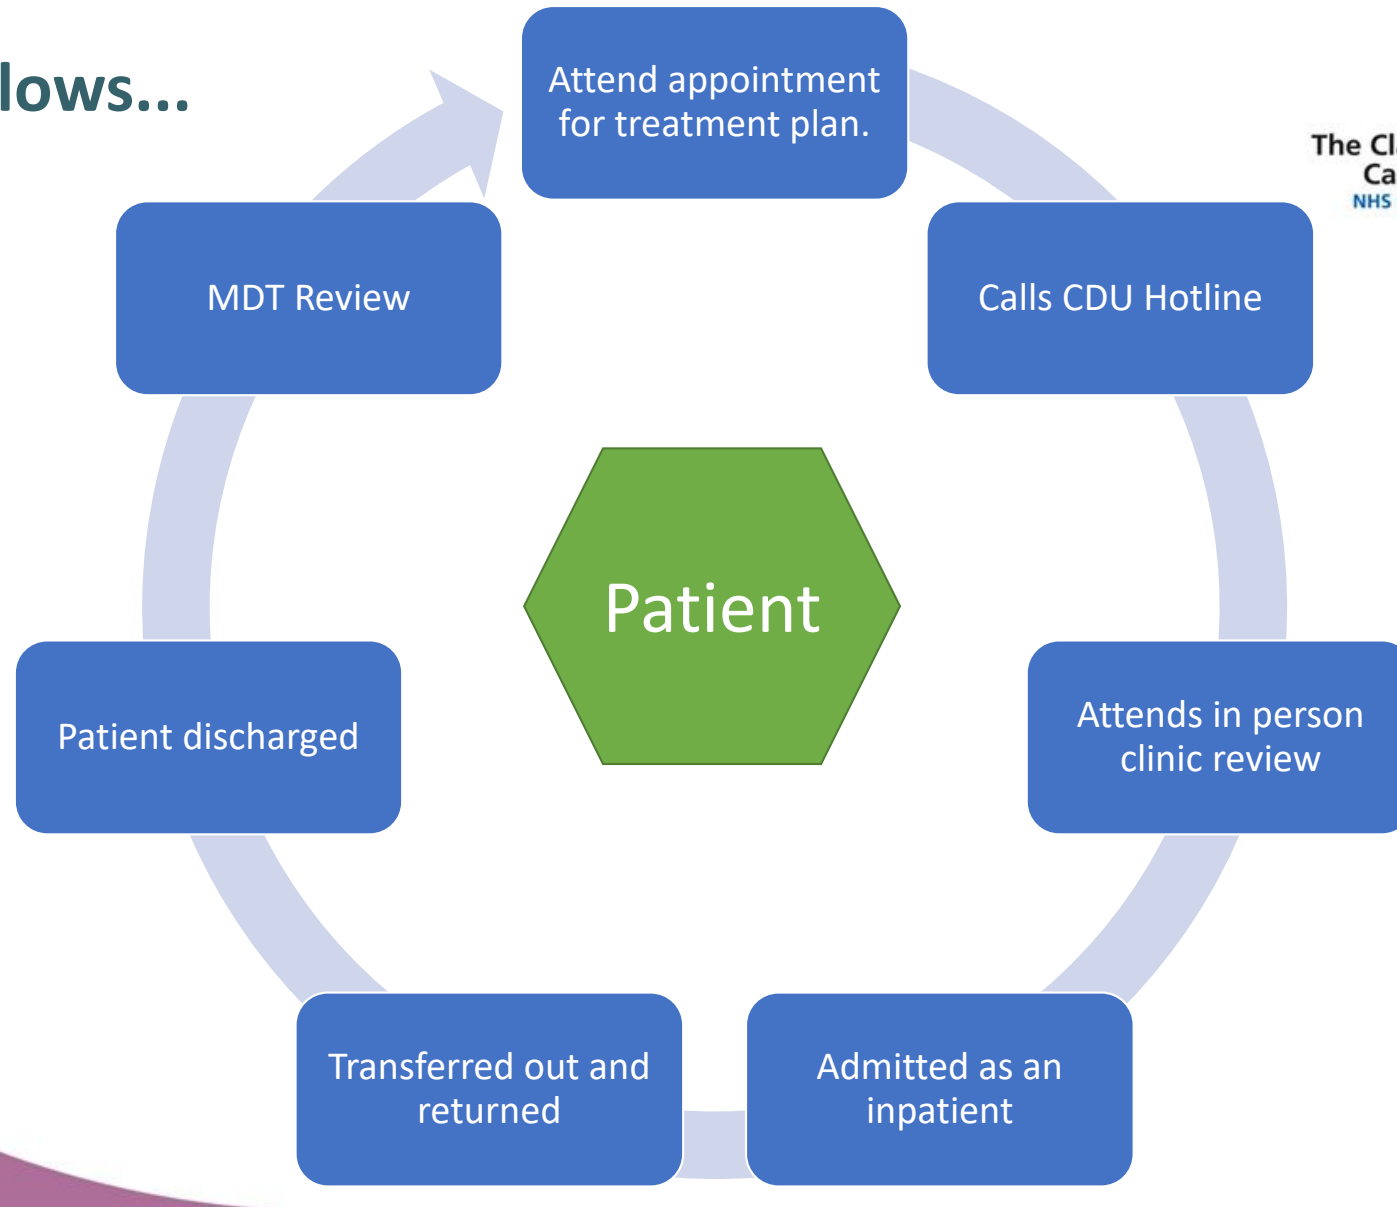 lows...
Attend appointment
for treatment plan.
The Cl
Ca
NHS
MDT Review
Calls CDU Hotline
Patient
Patient discharged
Attends in person
clinic review
Transferred out and
returned
Admitted as an
inpatient